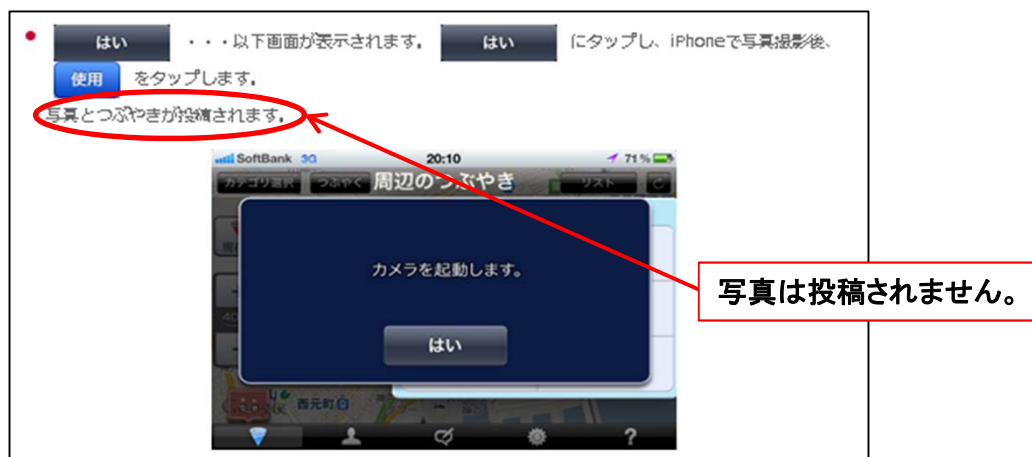 ● はい ・・・以下画面が表示されます。 はい にタップし、iPhoneで写真撮影後、
使用 をタップします。
写真とつぶやきが投稿されます。
SoftBank 3G 20:10 71%
カテゴリ選択 つぶやく 周辺のつぶやき リスト
カメラを起動します。
写真は投稿されません。
はい
西元町
?